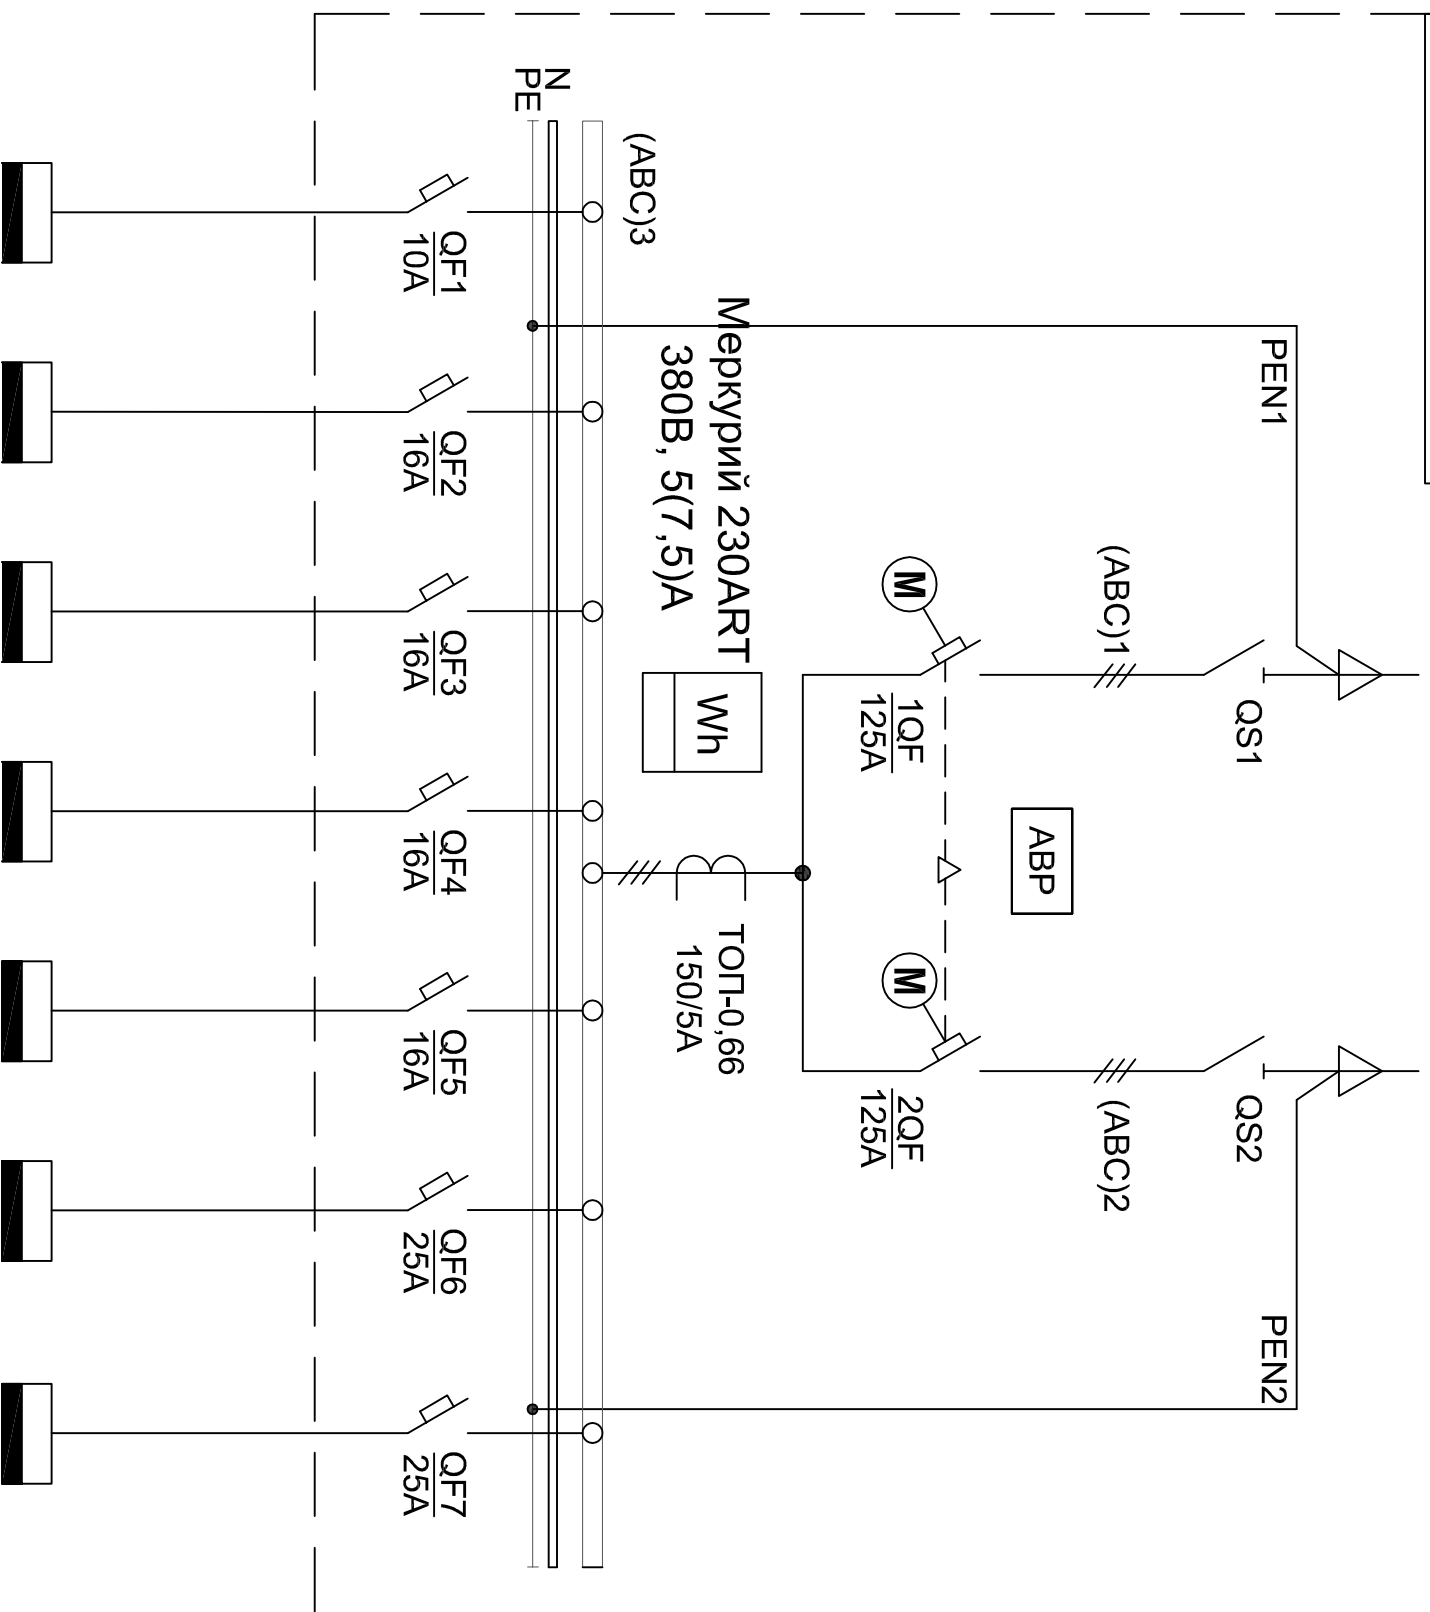 PEN1
QS1
QS2
PEN2
(ABC)1
(ABC)2
АВР
M
1QF
125A
M
2QF
125A
Меркурий 230ART
380В, 5(7,5)А
Wh
ТОП-0,66
150/5А
(ABC)3
N
PE
QF1
10A
QF2
16A
QF3
16A
QF4
16A
QF5
16A
QF6
25A
QF7
25A